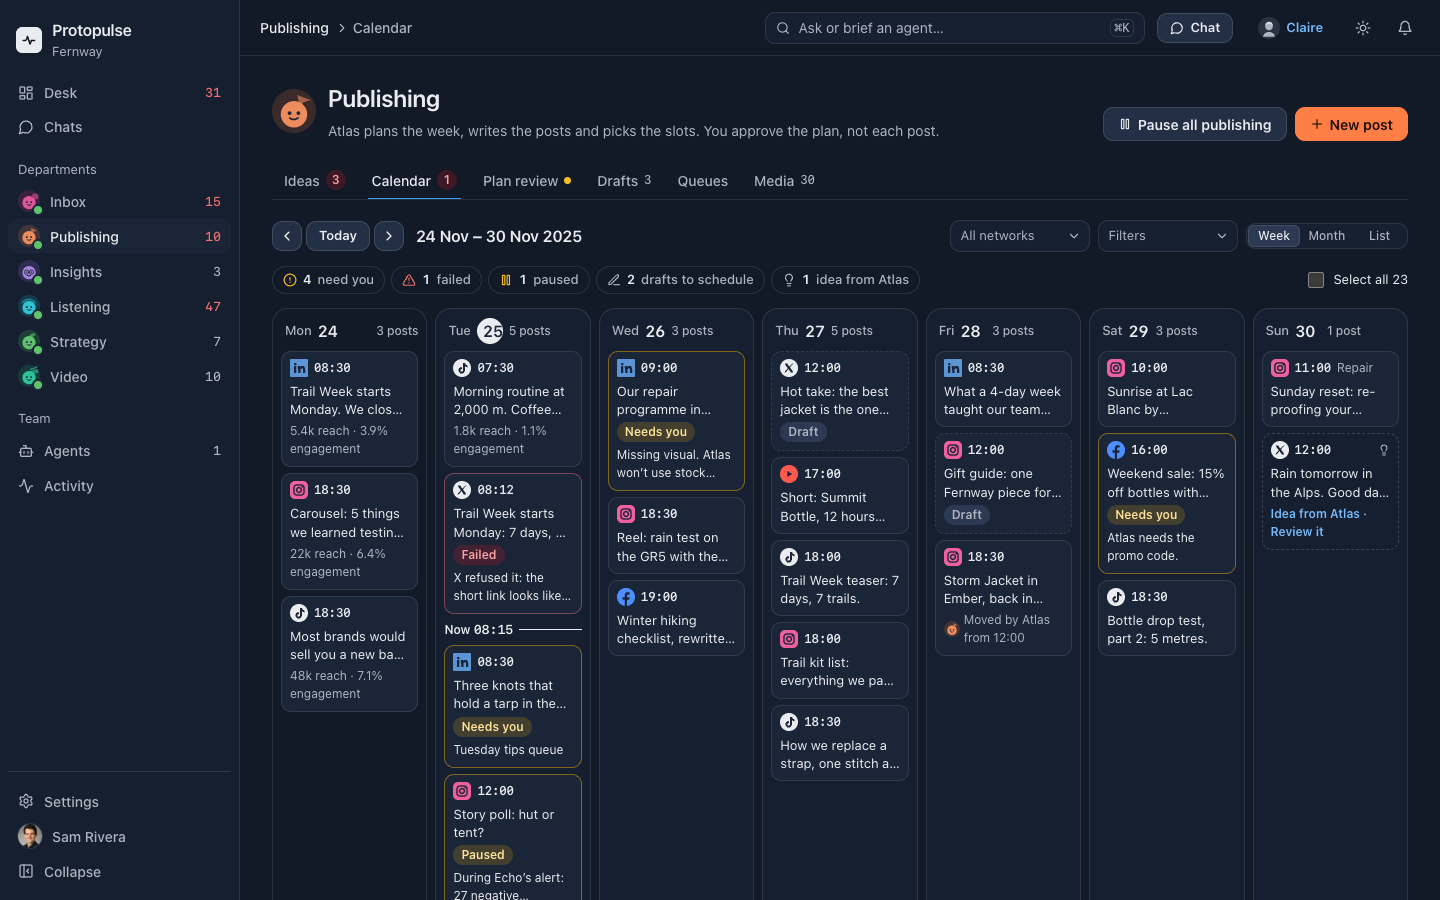 Protopulse
Fernway
Desk 31
Chats
Departments
Inbox 15
Publishing 10
Insights 3
Listening 47
Strategy 7
Video 10
Team
Agents 1
Activity
Settings
Sam Rivera
Collapse
Publishing > Calendar
Ask or brief an agent… ⌘K
Chat
Claire
Publishing
Atlas plans the week, writes the posts and picks the slots. You approve the plan, not each post.
Pause all publishing
+ New post
Ideas 3
Calendar 1
Plan review
Drafts 3
Queues
Media 30
Today
24 Nov – 30 Nov 2025
All networks
Filters
Week Month List
4 need you
1 failed
1 paused
2 drafts to schedule
1 idea from Atlas
Select all 23
Mon 24 3 posts
08:30
Trail Week starts
Monday. We clos…
5.4k reach · 3.9%
engagement
18:30
Carousel: 5 things
we learned testin…
22k reach · 6.4%
engagement
18:30
Most brands would
sell you a new ba…
48k reach · 7.1%
engagement
Tue 25 5 posts
07:30
Morning routine at
2,000 m. Coffee…
1.8k reach · 1.1%
engagement
08:12
Trail Week starts
Monday: 7 days, …
Failed
X refused it: the
short link looks like…
Now 08:15
08:30
Three knots that
hold a tarp in the…
Needs you
Tuesday tips queue
12:00
Story poll: hut or
tent?
Paused
During Echo’s alert:
27 negative…
Wed 26 3 posts
09:00
Our repair
programme in…
Needs you
Missing visual. Atlas
won’t use stock…
18:30
Reel: rain test on
the GR5 with the…
19:00
Winter hiking
checklist, rewritte…
Thu 27 5 posts
12:00
Hot take: the best
jacket is the one…
Draft
17:00
Short: Summit
Bottle, 12 hours…
18:00
Trail Week teaser: 7
days, 7 trails.
18:00
Trail kit list:
everything we pa…
18:30
How we replace a
strap, one stitch a…
Fri 28 3 posts
08:30
What a 4-day week
taught our team…
12:00
Gift guide: one
Fernway piece for…
Draft
18:30
Storm Jacket in
Ember, back in…
Moved by Atlas
from 12:00
Sat 29 3 posts
10:00
Sunrise at Lac
Blanc by…
16:00
Weekend sale: 15%
off bottles with…
Needs you
Atlas needs the
promo code.
18:30
Bottle drop test,
part 2: 5 metres.
Sun 30 1 post
11:00 Repair
Sunday reset: re-
proofing your…
12:00
Rain tomorrow in
the Alps. Good da…
Idea from Atlas ·
Review it